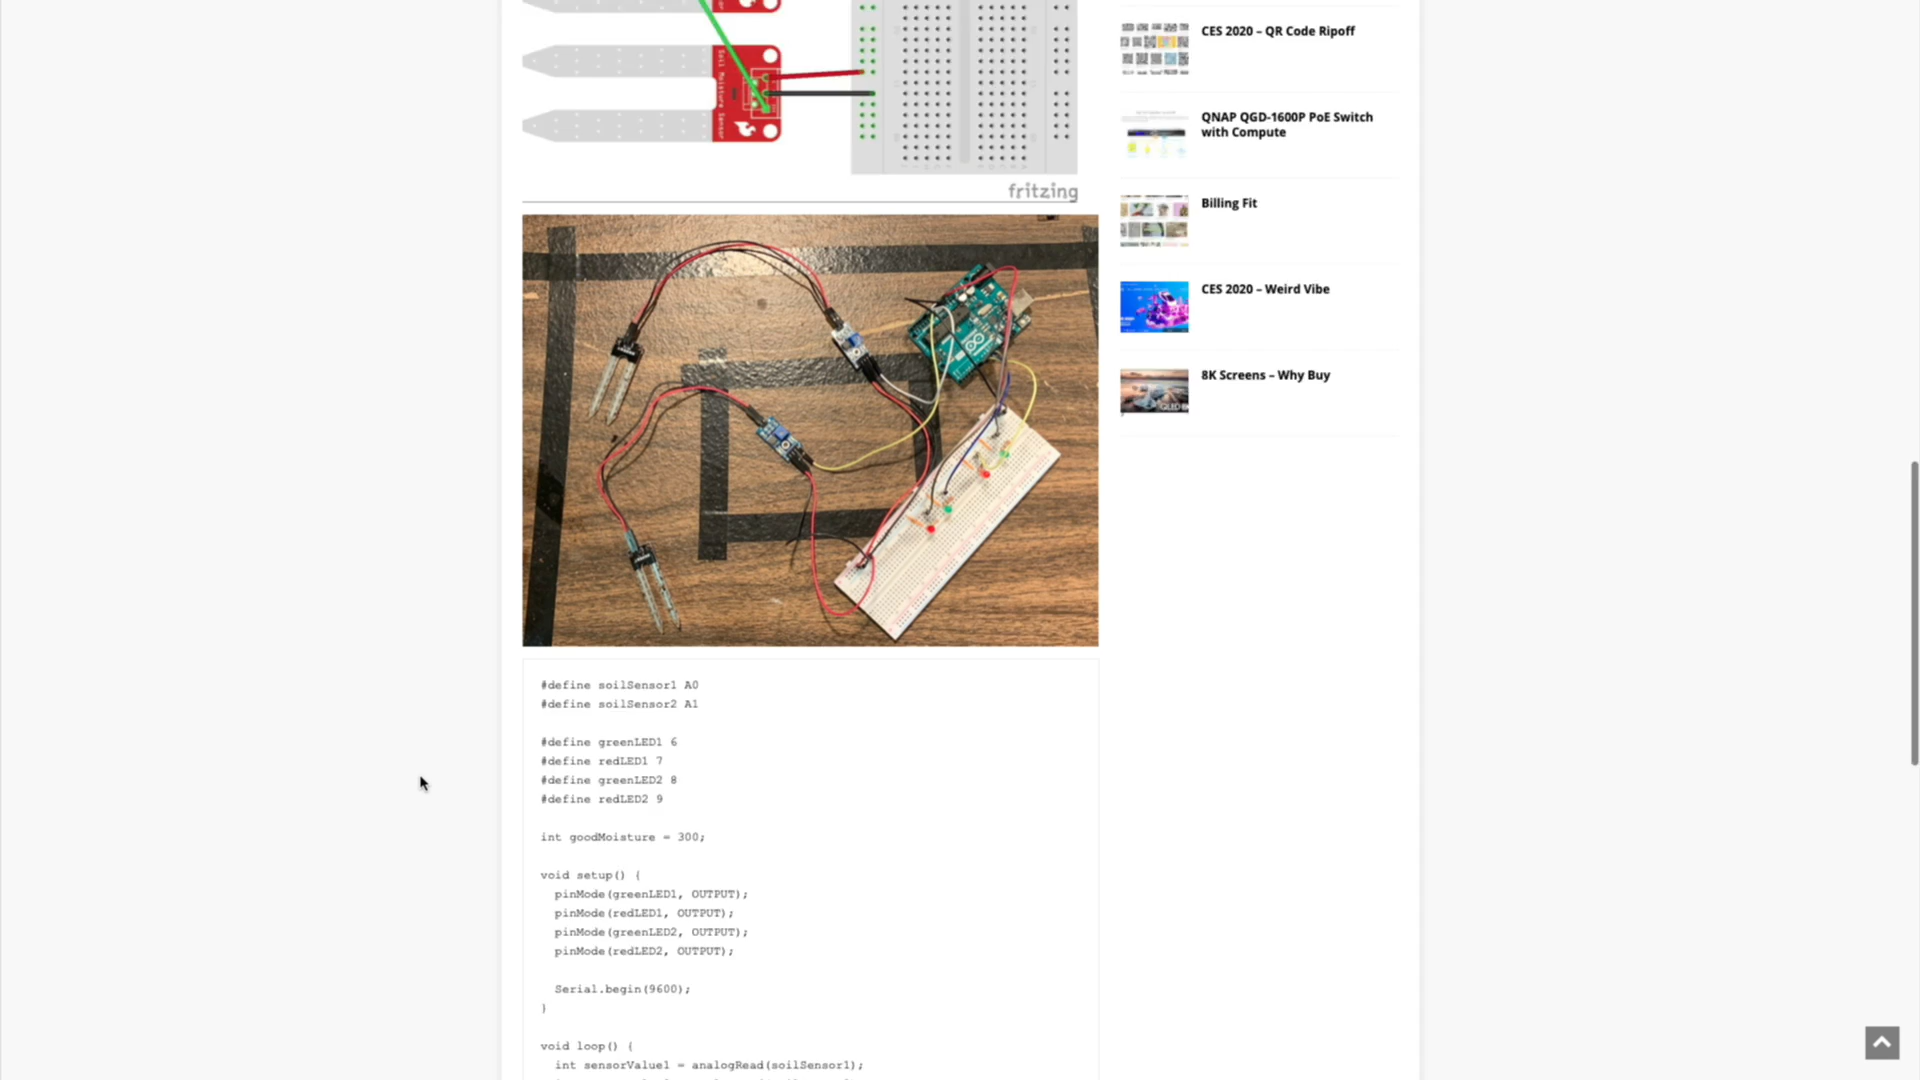 Soil Moisture Sensor
fritzing
#define soilSensor1 A0
#define soilSensor2 A1
#define greenLED1 6
#define redLED1 7
#define greenLED2 8
#define redLED2 9
int goodMoisture = 300;
void setup() {
pinMode(greenLED1, OUTPUT);
pinMode(redLED1, OUTPUT);
pinMode(greenLED2, OUTPUT);
pinMode(redLED2, OUTPUT);
Serial.begin(9600);
}
void loop() {
int sensorValue1 = analogRead(soilSensor1);
CES 2020 – QR Code Ripoff
QNAP QGD-1600P PoE Switch
with Compute
Billing Fit
CES 2020 – Weird Vibe
8K Screens – Why Buy